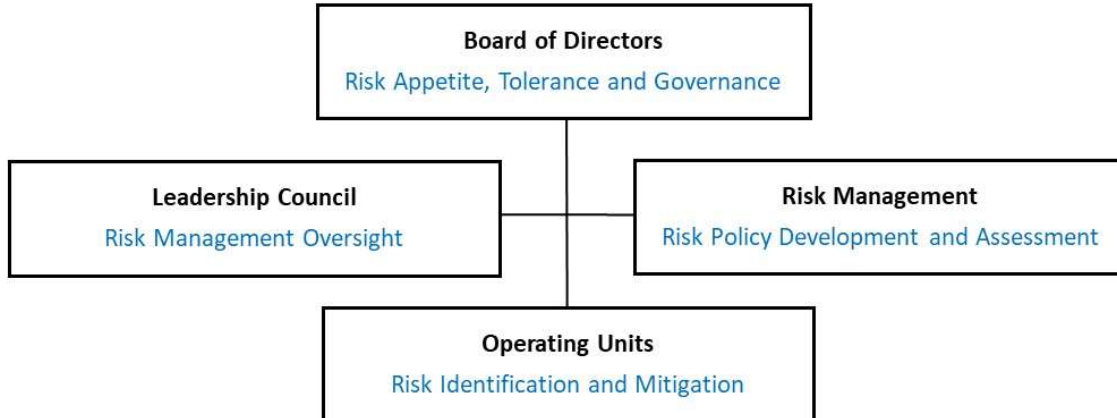 Board of Directors
Risk Appetite, Tolerance and Governance
Leadership Council
Risk Management Oversight
Risk Management
Risk Policy Development and Assessment
Operating Units
Risk Identification and Mitigation